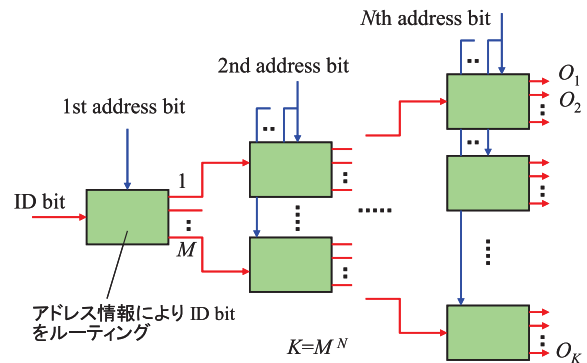 Nth address bit
2nd address bit
1st address bit
O1
O2
1
ID bit
M
アドレス情報により ID bit
をルーティング
K=M^N
OK